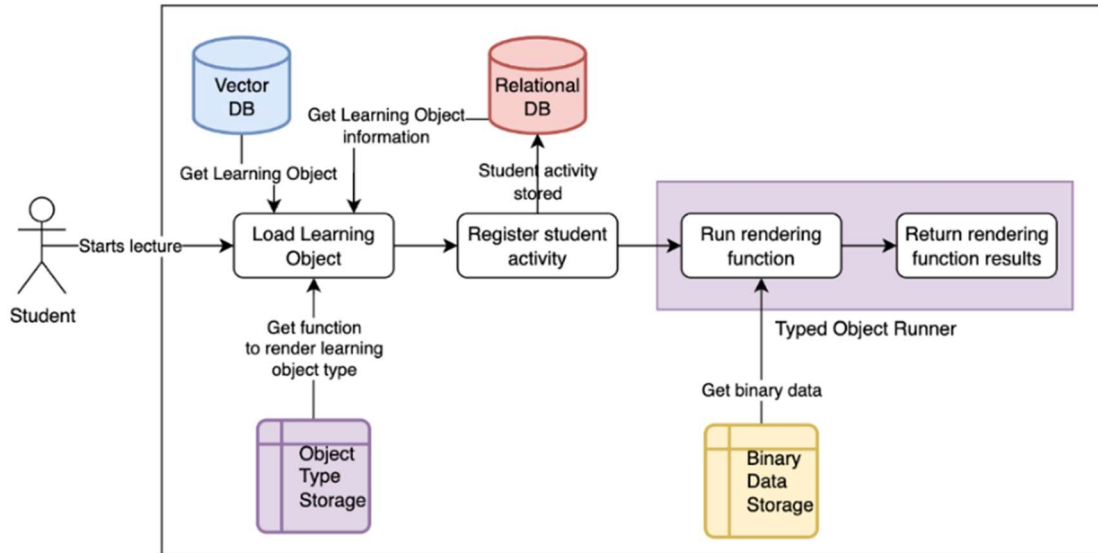 Vector
DB
Relational
DB
Get Learning Object
information
Get Learning Object
Student activity
stored
Starts lecture
Load Learning
Object
Register student
activity
Run rendering
function
Return rendering
function results
Student
Get function
to render learning
object type
Typed Object Runner
Get binary data
Object
Type
Storage
Binary
Data
Storage